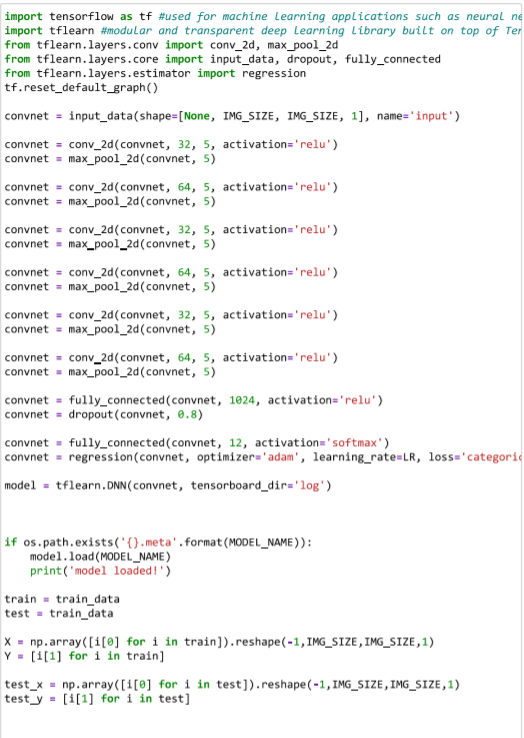 import tensorflow as tf #used for machine learning applications such as neural ne
import tflearn #modular and transparent deep learning library built on top of Ten
from tflearn.layers.conv import conv_2d, max_pool_2d
from tflearn.layers.core import input_data, dropout, fully_connected
from tflearn.layers.estimator import regression
tf.reset_default_graph()
convnet = input_data(shape=[None, IMG_SIZE, IMG_SIZE, 1], name='input')
convnet = conv_2d(convnet, 32, 5, activation='relu')
convnet = max_pool_2d(convnet, 5)
convnet = conv_2d(convnet, 64, 5, activation='relu')
convnet = max_pool_2d(convnet, 5)
convnet = conv_2d(convnet, 32, 5, activation='relu')
convnet = max_pool_2d(convnet, 5)
convnet = conv_2d(convnet, 64, 5, activation='relu')
convnet = max_pool_2d(convnet, 5)
convnet = conv_2d(convnet, 32, 5, activation='relu')
convnet = max_pool_2d(convnet, 5)
convnet = conv_2d(convnet, 64, 5, activation='relu')
convnet = max_pool_2d(convnet, 5)
convnet = fully_connected(convnet, 1024, activation='relu')
convnet = dropout(convnet, 0.8)
convnet = fully_connected(convnet, 12, activation='softmax')
convnet = regression(convnet, optimizer='adam', learning_rate=LR, loss='categoric
model = tflearn.DNN(convnet, tensorboard_dir='log')
if os.path.exists('{}.meta'.format(MODEL_NAME)):
    model.load(MODEL_NAME)
    print('model loaded!')
train = train_data
test = train_data
X = np.array([i[0] for i in train]).reshape(-1,IMG_SIZE,IMG_SIZE,1)
Y = [i[1] for i in train]
test_x = np.array([i[0] for i in test]).reshape(-1,IMG_SIZE,IMG_SIZE,1)
test_y = [i[1] for i in test]